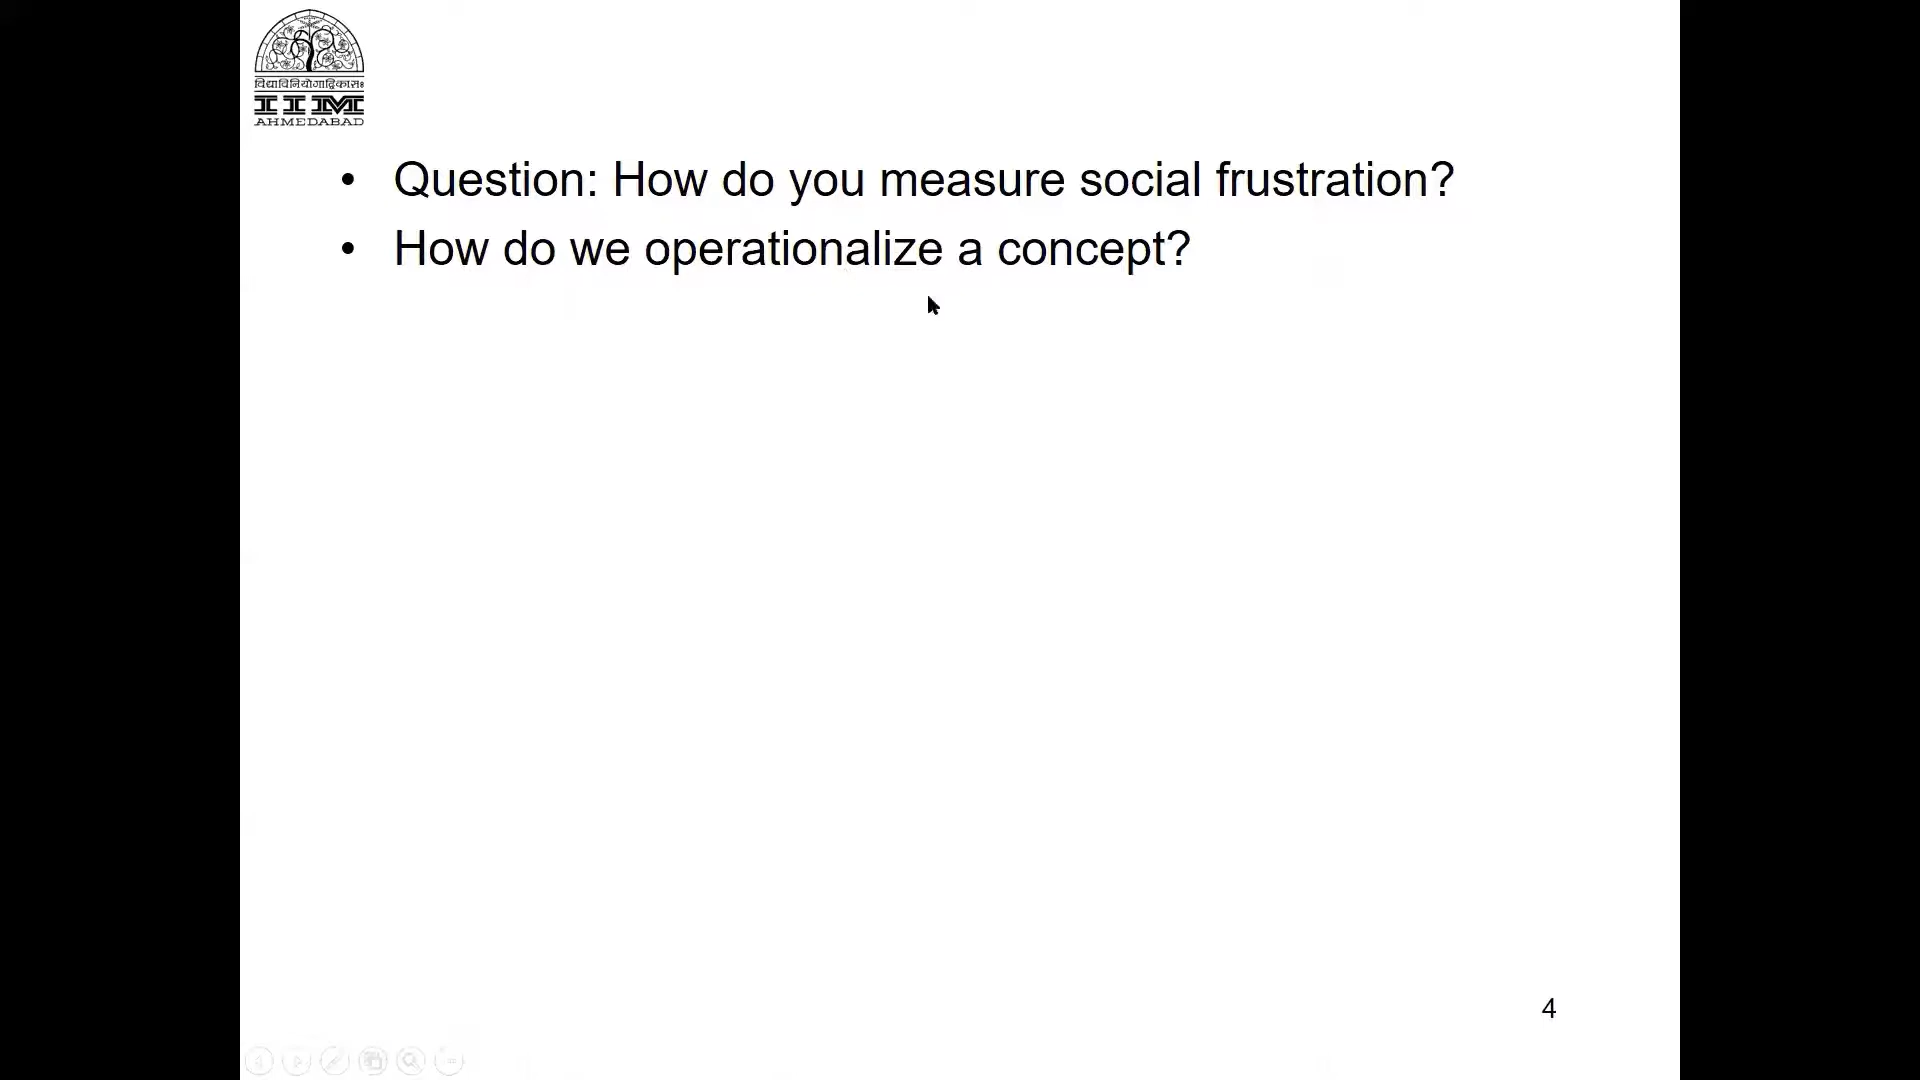 विद्याविनियोगाद्विकासः
IIM
AHMEDABAD
• Question: How do you measure social frustration?
• How do we operationalize a concept?
4